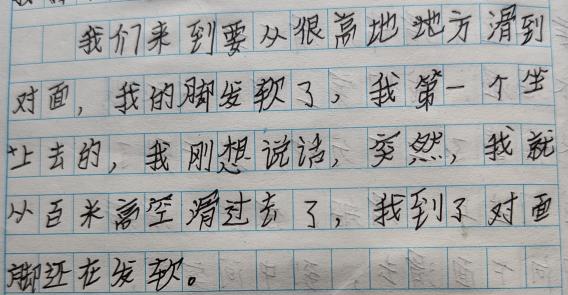 我们来到要从很高地地方滑到
对面，我的脚发软了，我第一个坐
上去的，我刚想说话，突然，我就
从百米高空滑过去了，我到了对面
脚还在发软。